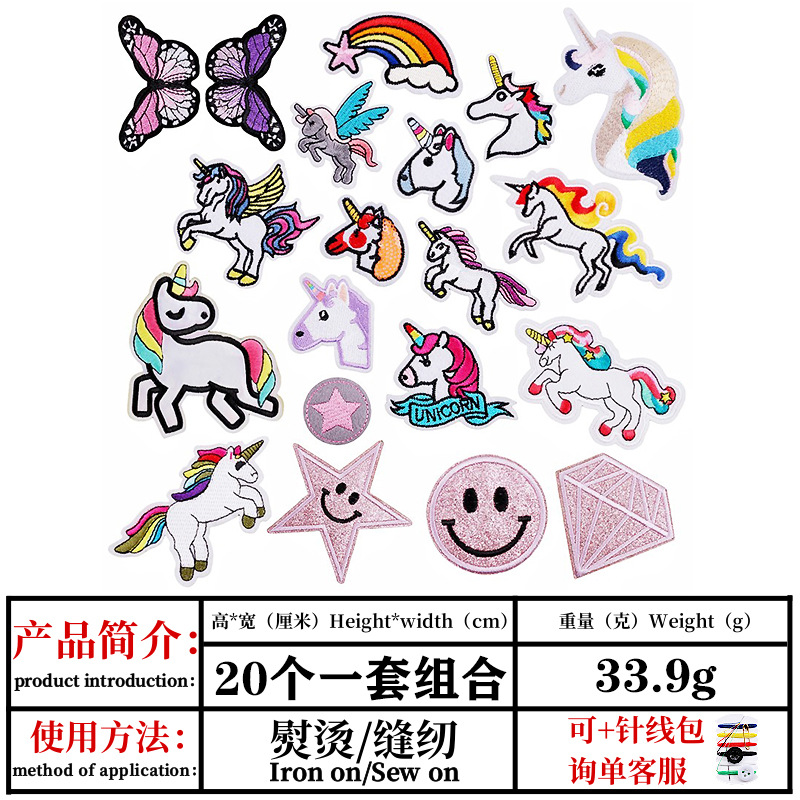 UNICORN
产品简介：
product introduction：
高*宽（厘米）Height*width（cm）
20个一套组合
重量（克）Weight（g）
33.9g
使用方法：
method of application：
熨烫/缝纫
Iron on/Sew on
可+针线包
询单客服